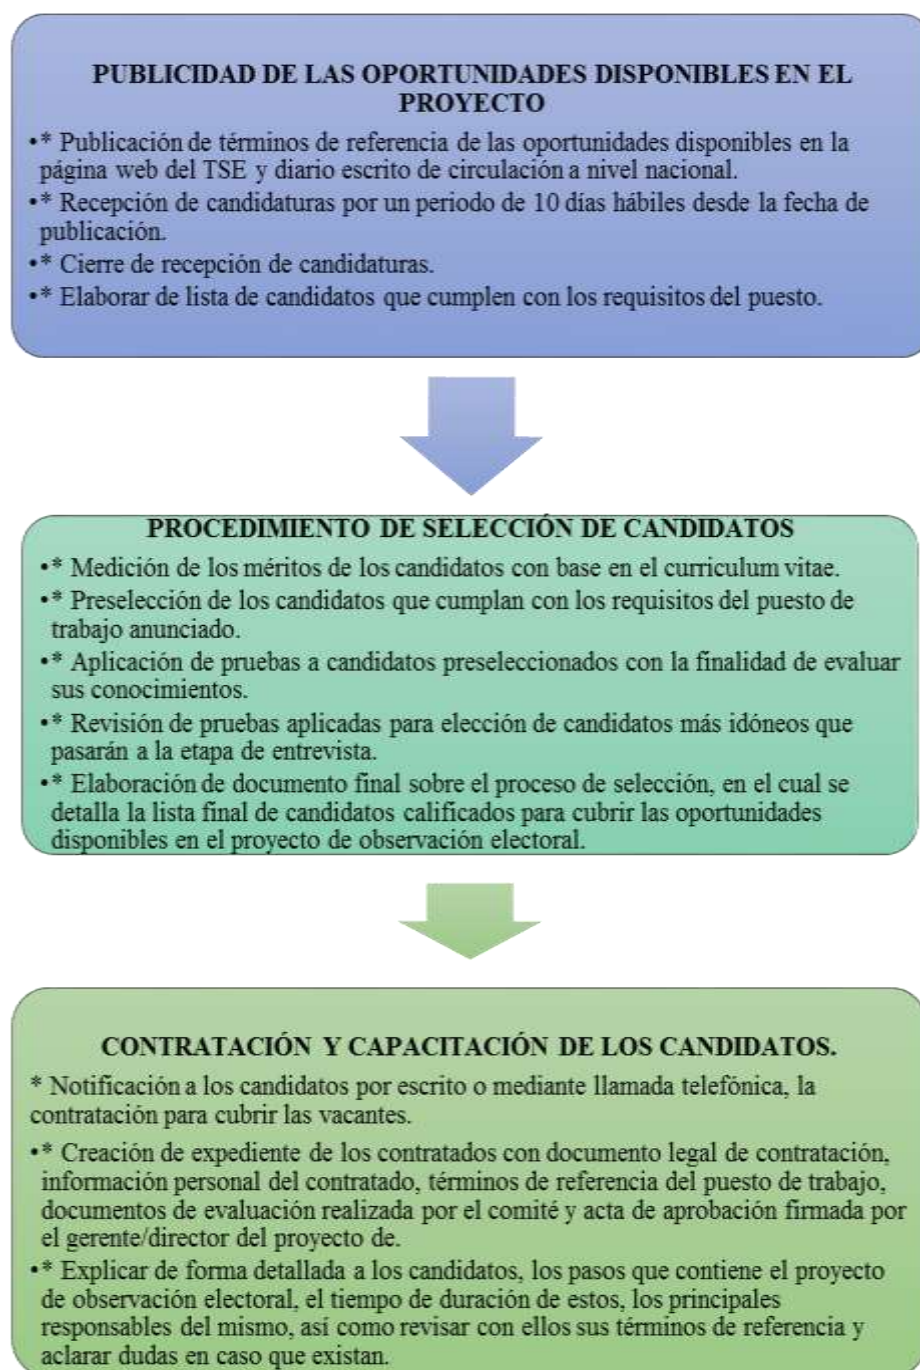 PUBLICIDAD DE LAS OPORTUNIDADES DISPONIBLES EN EL
PROYECTO
•* Publicación de términos de referencia de las oportunidades disponibles en la
página web del TSE y diario escrito de circulación a nivel nacional.
•* Recepción de candidaturas por un periodo de 10 días hábiles desde la fecha de
publicación.
•* Cierre de recepción de candidaturas.
•* Elaborar de lista de candidatos que cumplen con los requisitos del puesto.
PROCEDIMIENTO DE SELECCIÓN DE CANDIDATOS
•* Medición de los méritos de los candidatos con base en el curriculum vitae.
•* Preselección de los candidatos que cumplan con los requisitos del puesto de
trabajo anunciado.
•* Aplicación de pruebas a candidatos preseleccionados con la finalidad de evaluar
sus conocimientos.
•* Revisión de pruebas aplicadas para elección de candidatos más idóneos que
pasarán a la etapa de entrevista.
•* Elaboración de documento final sobre el proceso de selección, en el cual se
detalla la lista final de candidatos calificados para cubrir las oportunidades
disponibles en el proyecto de observación electoral.
CONTRATACIÓN Y CAPACITACIÓN DE LOS CANDIDATOS.
* Notificación a los candidatos por escrito o mediante llamada telefónica, la
contratación para cubrir las vacantes.
•* Creación de expediente de los contratados con documento legal de contratación,
información personal del contratado, términos de referencia del puesto de trabajo,
documentos de evaluación realizada por el comité y acta de aprobación firmada por
el gerente/director del proyecto de.
•* Explicar de forma detallada a los candidatos, los pasos que contiene el proyecto
de observación electoral, el tiempo de duración de estos, los principales
responsables del mismo, así como revisar con ellos sus términos de referencia y
aclarar dudas en caso que existan.